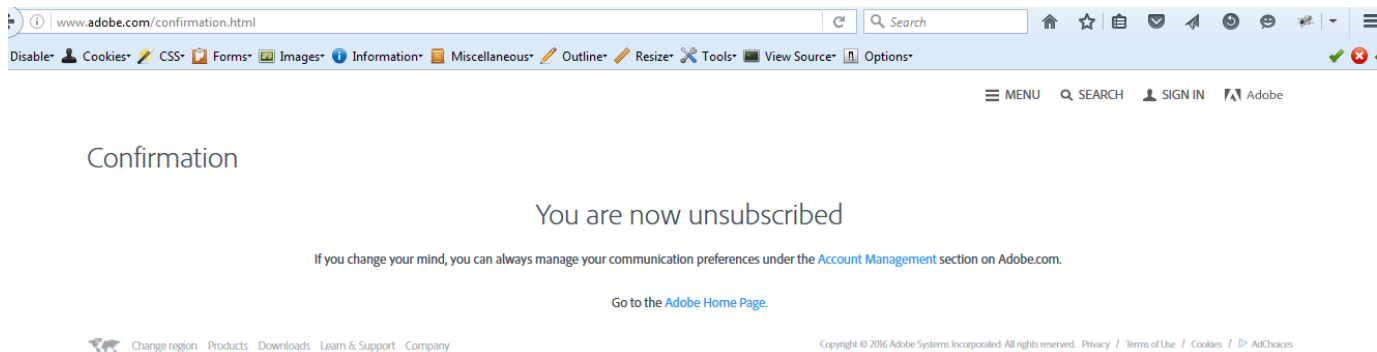 www.adobe.com/confirmation.html Search
Disable Cookies CSS Forms Images Information Miscellaneous Outline Resize Tools View Source Options
MENU SEARCH SIGN IN Adobe
Confirmation
You are now unsubscribed
If you change your mind, you can always manage your communication preferences under the Account Management section on Adobe.com.
Go to the Adobe Home Page.
Change region Products Downloads Learn & Support Company Copyright © 2016 Adobe Systems Incorporated. All rights reserved. Privacy / Terms of Use / Cookies / AdChoices